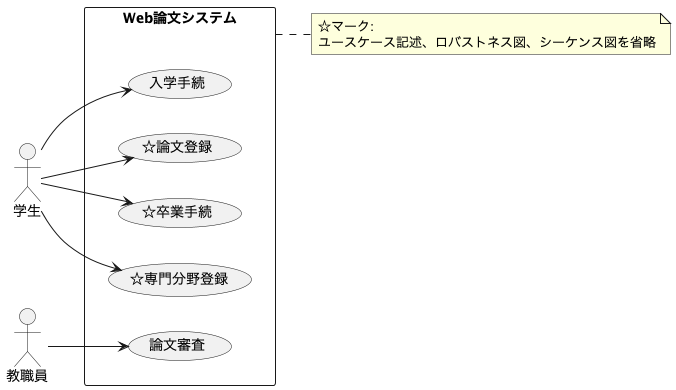 Web論文システム
☆マーク:
ユースケース記述、ロバストネス図、シーケンス図を省略
入学手続
☆論文登録
学生
☆卒業手続
☆専門分野登録
論文審査
教職員